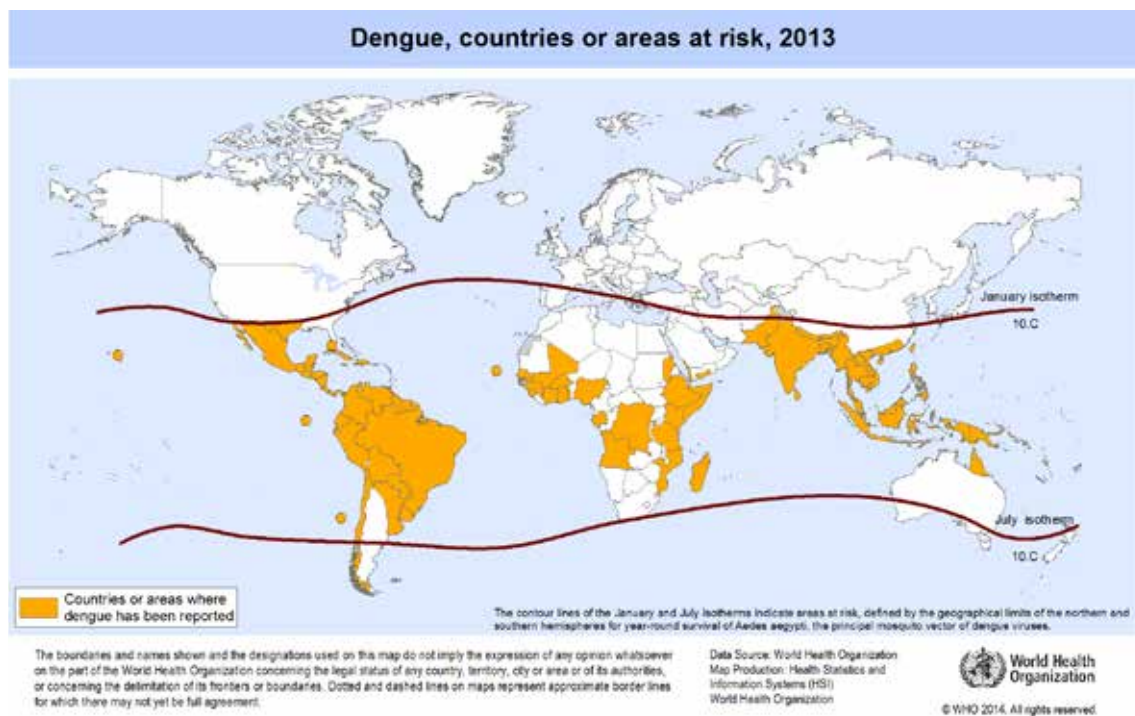 Dengue, countries or areas at risk, 2013
January isotherm
10.C
July isotherm
10.C
Countries or areas where
dengue has been reported
The contour lines of the January and July Isotherms indicate areas at risk, defined by the geographical limits of the northern and
southern hemispheres for year-round survival of Aedes aegypti, the principal mosquito vector of dengue viruses.
The boundaries and names shown and the designations used on this map do not imply the expression of any opinion whatsoever
on the part of the World Health Organization concerning the legal status of any country, territory, city or area or of its authorities,
or concerning the delimitation of its frontiers or boundaries. Dotted and dashed lines on maps represent approximate border lines
for which there may not yet be full agreement.
Data Source: World Health Organization
Map Production: Health Statistics and
Information Systems (HSI)
World Health Organization
World Health
Organization
© WHO 2014. All rights reserved.